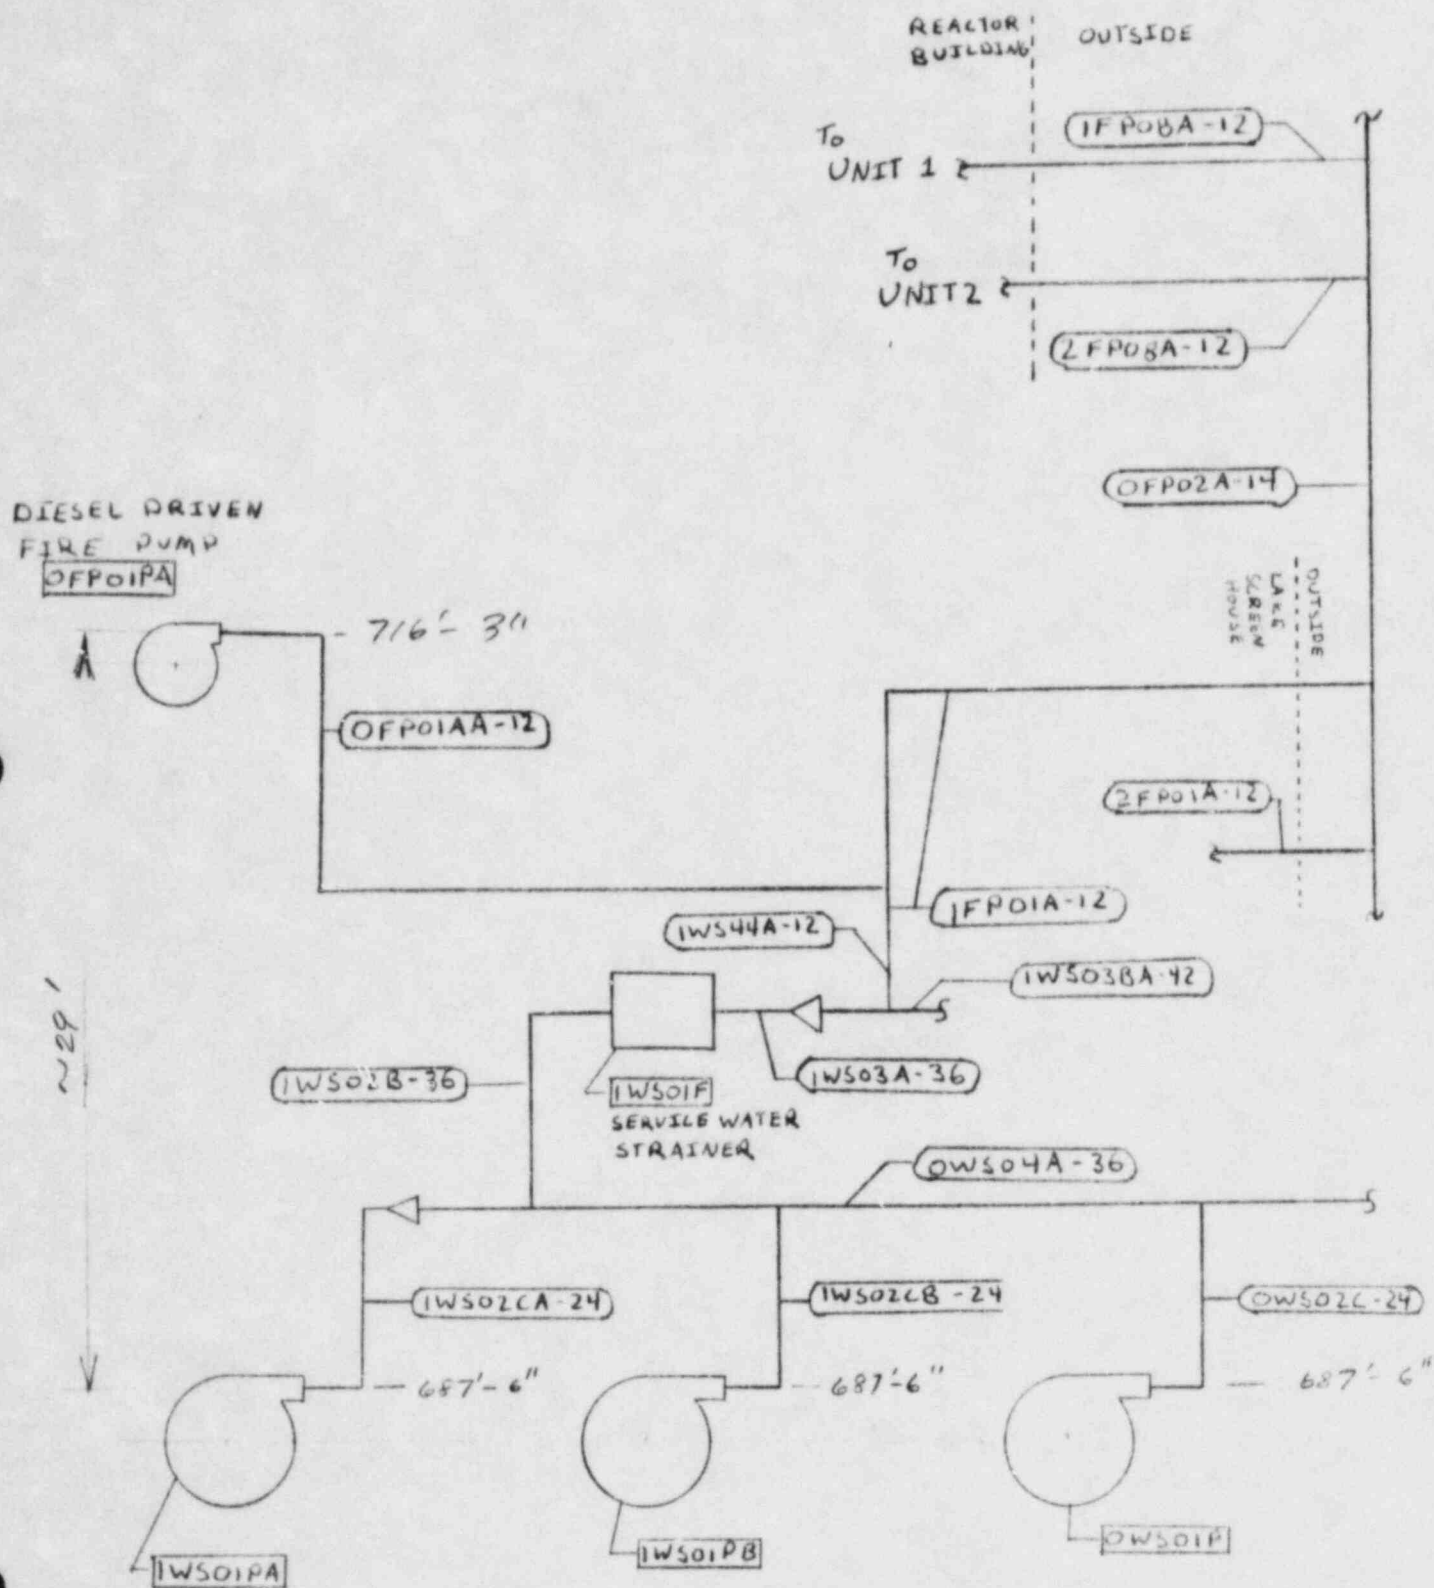 REACTOR
BUILDING
OUTSIDE
1FP08A-12
To
UNIT 1
To
UNIT 2
2FP08A-12
0FP02A-14
DIESEL DRIVEN
FIRE PUMP
0FP01PA
716'- 3"
OUTSIDE
LAKE
SCREEN
HOUSE
0FP01AA-12
2FP01A-12
1FP01A-12
1WS44A-12
1WS03BA-42
~29'
1WS02B-36
1WS01F
SERVICE WATER
STRAINER
1WS03A-36
0WS04A-36
1WS02CA-24
1WS02CB-24
0WS02C-24
687'-6"
687'-6"
687'-6"
1WS01PA
1WS01PB
0WS01P